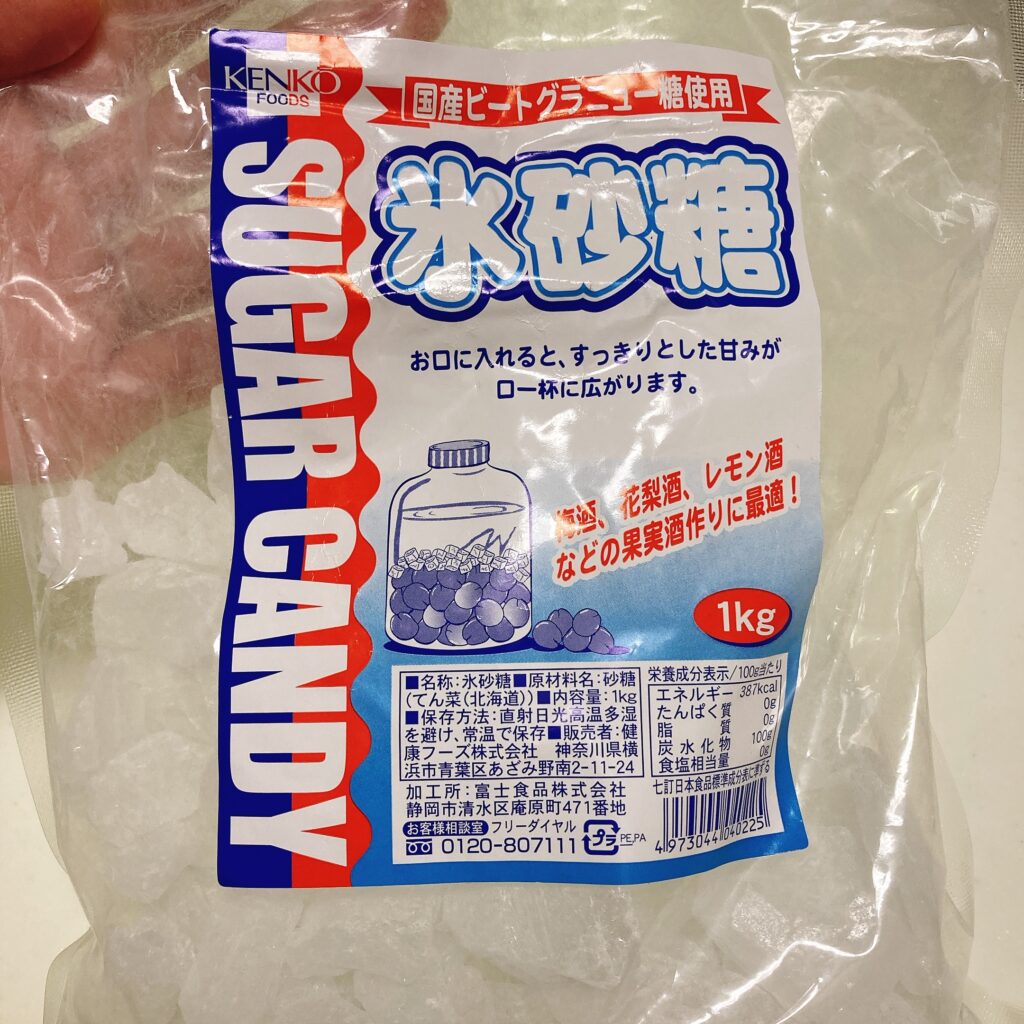 KENKŌ
FOODS
国産ビートグラニュー糖使用
SUGAR CANDY
氷砂糖
お口に入れると、すっきりとした甘みが
口一杯に広がります。
梅酒、花梨酒、レモン酒
などの果実酒作りに最適！
1kg
■名称：氷砂糖■原材料名：砂糖
（てん菜（北海道））■内容量：1kg
■保存方法：直射日光高温多湿
を避け、常温で保存■販売者：健
康フーズ株式会社　神奈川県横
浜市青葉区あざみ野南2-11-24
加工所：富士食品株式会社
静岡市清水区庵原町471番地
お客様相談室 フリーダイヤル
0120-807111
プラ
PE,PA
栄養成分表示／100g当たり
エネルギー 387kcal
たんぱく質 0g
脂質 0g
炭水化物 100g
食塩相当量 0g
七訂日本食品標準成分表に準ずる
4973044040225